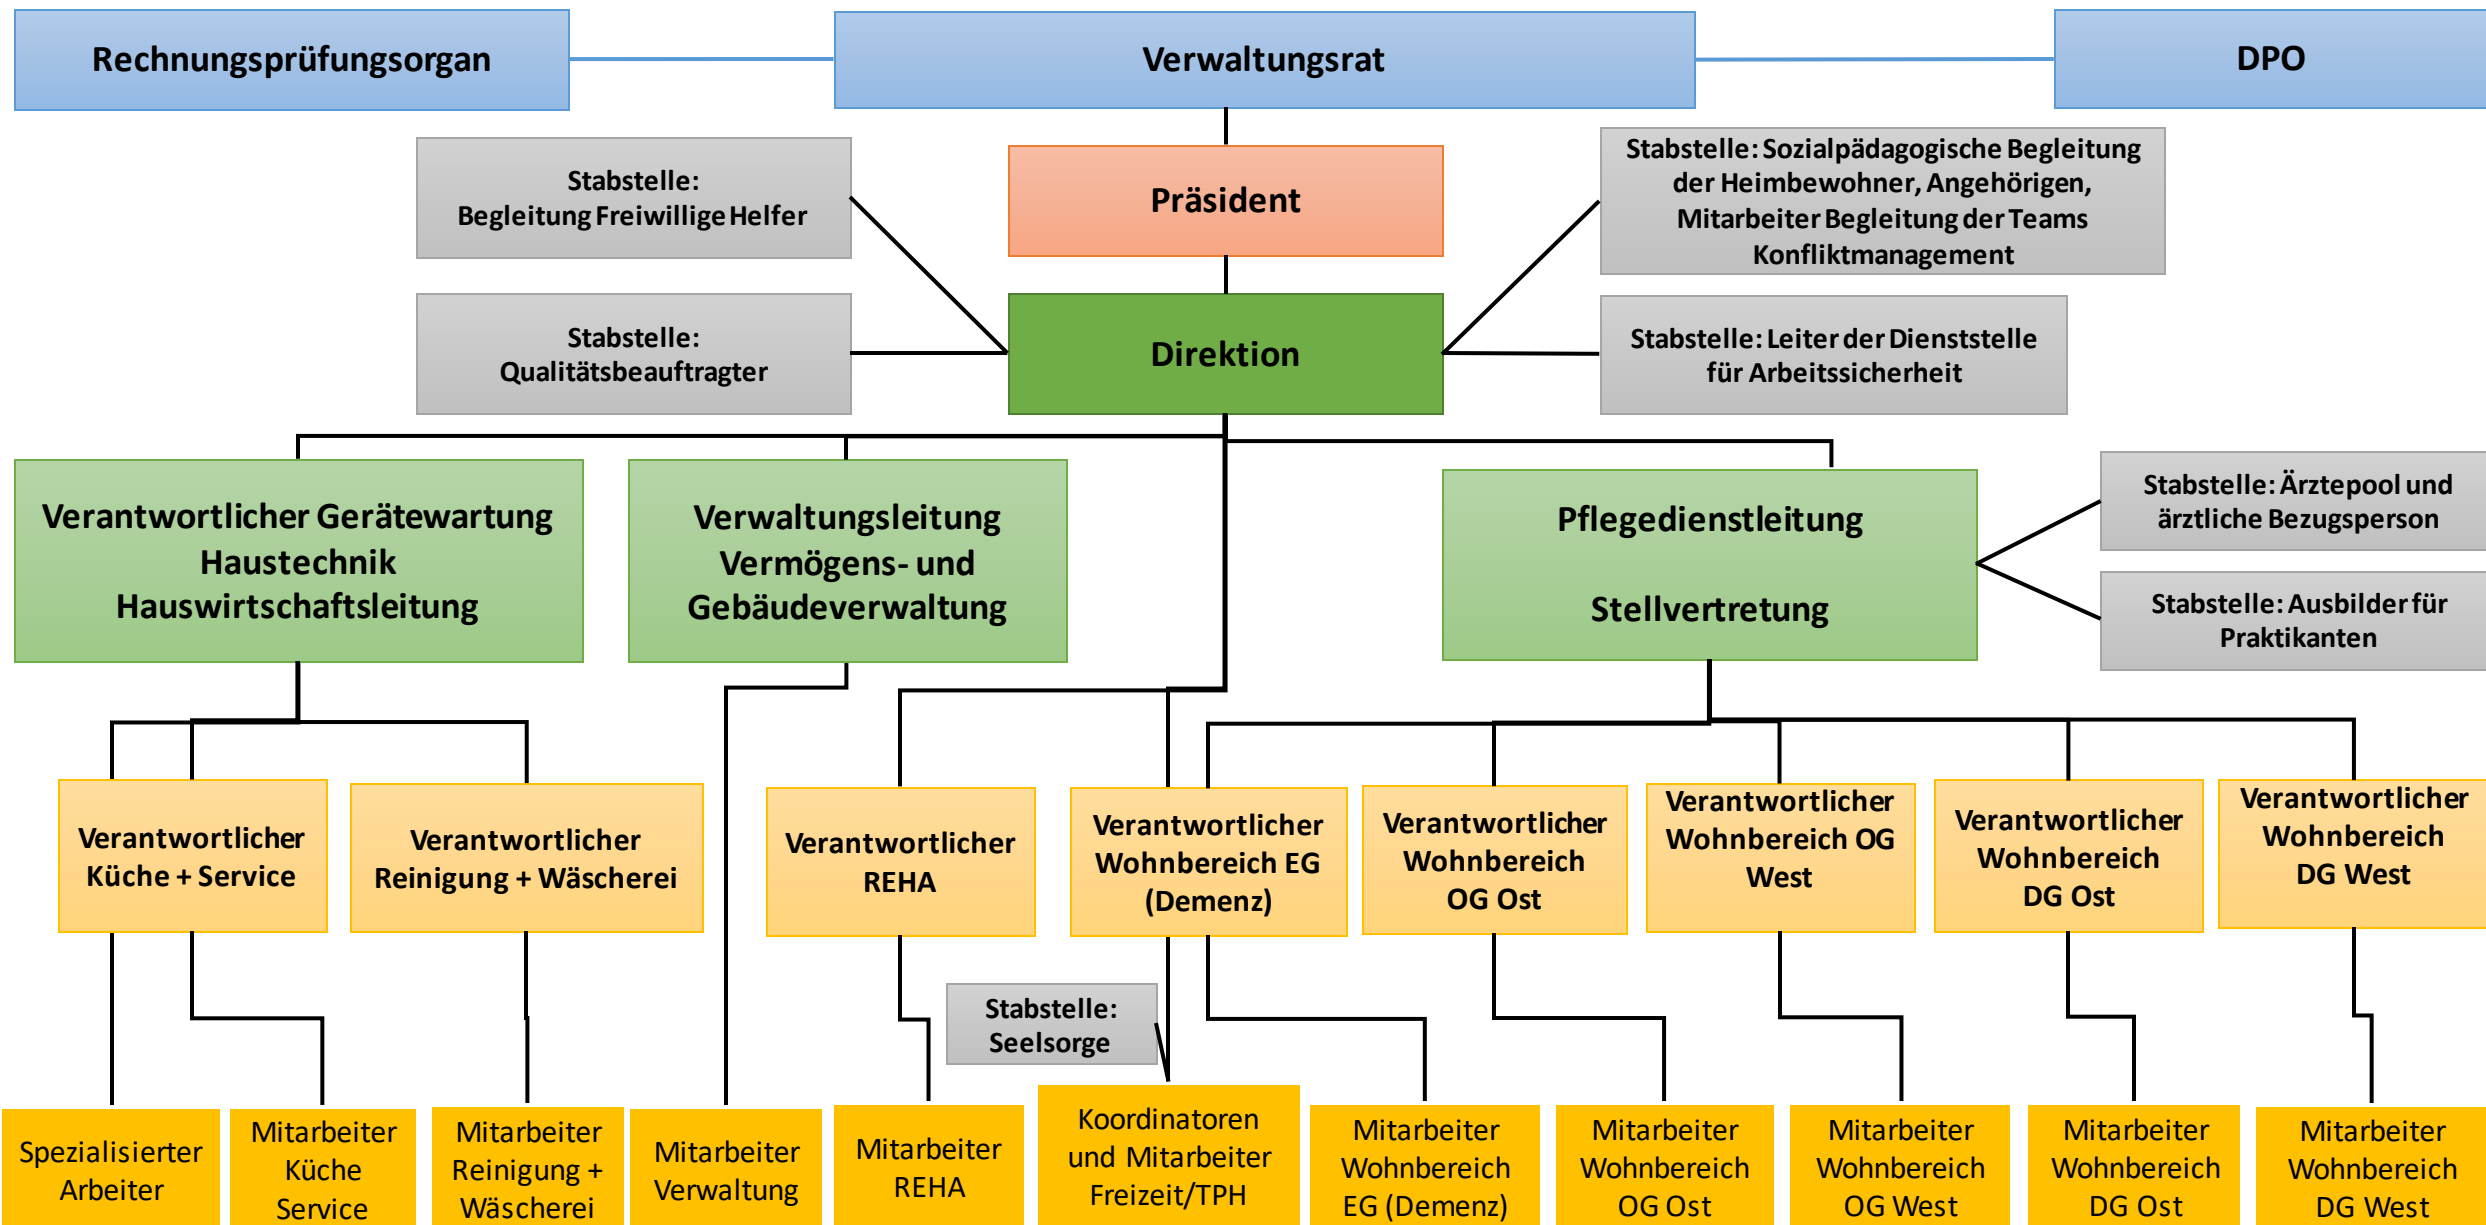 Rechnungsprüfungsorgan
Verwaltungsrat
DPO
Stabstelle:
Begleitung Freiwillige Helfer
Präsident
Stabstelle: Sozialpädagogische Begleitung
der Heimbewohner, Angehörigen,
Mitarbeiter Begleitung der Teams
Konfliktmanagement
Stabstelle:
Qualitätsbeauftragter
Direktion
Stabstelle: Leiter der Dienststelle
für Arbeitssicherheit
Verantwortlicher Gerätewartung
Haustechnik
Hauswirtschaftsleitung
Verwaltungsleitung
Vermögens- und
Gebäudeverwaltung
Pflegedienstleitung
Stellvertretung
Stabstelle: Ärztepool und
ärztliche Bezugsperson
Stabstelle: Ausbilder für
Praktikanten
Verantwortlicher
Küche + Service
Verantwortlicher
Reinigung + Wäscherei
Verantwortlicher
REHA
Verantwortlicher
Wohnbereich EG
(Demenz)
Verantwortlicher
Wohnbereich
OG Ost
Verantwortlicher
Wohnbereich OG
West
Verantwortlicher
Wohnbereich
DG Ost
Verantwortlicher
Wohnbereich
DG West
Stabstelle:
Seelsorge
Spezialisierter
Arbeiter
Mitarbeiter
Küche
Service
Mitarbeiter
Reinigung +
Wäscherei
Mitarbeiter
Verwaltung
Mitarbeiter
REHA
Koordinatoren
und Mitarbeiter
Freizeit/TPH
Mitarbeiter
Wohnbereich
EG (Demenz)
Mitarbeiter
Wohnbereich
OG Ost
Mitarbeiter
Wohnbereich
OG West
Mitarbeiter
Wohnbereich
DG Ost
Mitarbeiter
Wohnbereich
DG West